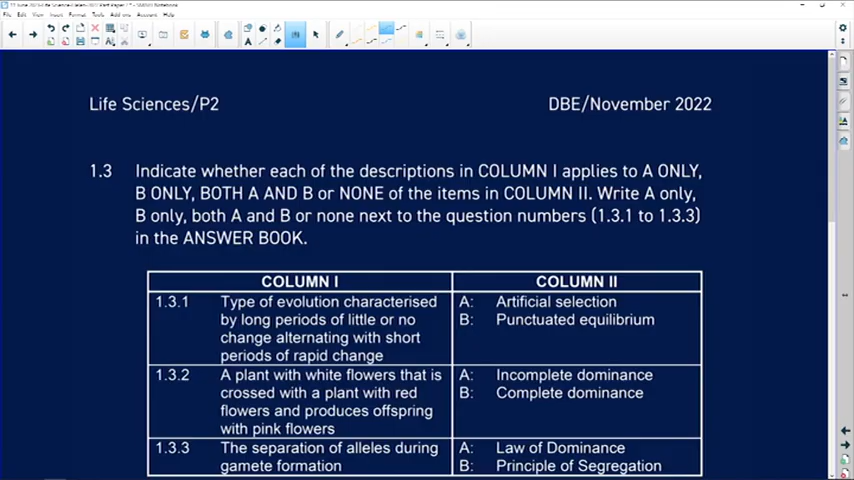 File Edit View Insert Format Tools Add-ons Account Help
Life Sciences/P2 DBE/November 2022
1.3 Indicate whether each of the descriptions in COLUMN I applies to A ONLY,
B ONLY, BOTH A AND B or NONE of the items in COLUMN II. Write A only,
B only, both A and B or none next to the question numbers (1.3.1 to 1.3.3)
in the ANSWER BOOK.
COLUMN I COLUMN II
1.3.1 Type of evolution characterised A: Artificial selection
by long periods of little or no B: Punctuated equilibrium
change alternating with short
periods of rapid change
1.3.2 A plant with white flowers that is A: Incomplete dominance
crossed with a plant with red B: Complete dominance
flowers and produces offspring
with pink flowers
1.3.3 The separation of alleles during A: Law of Dominance
gamete formation B: Principle of Segregation